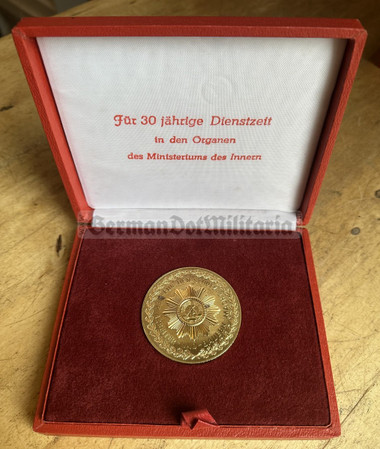 Für 30 jährige Dienstzeit
in den Organen
des Ministeriums des Innern
GermanDotMilitaria